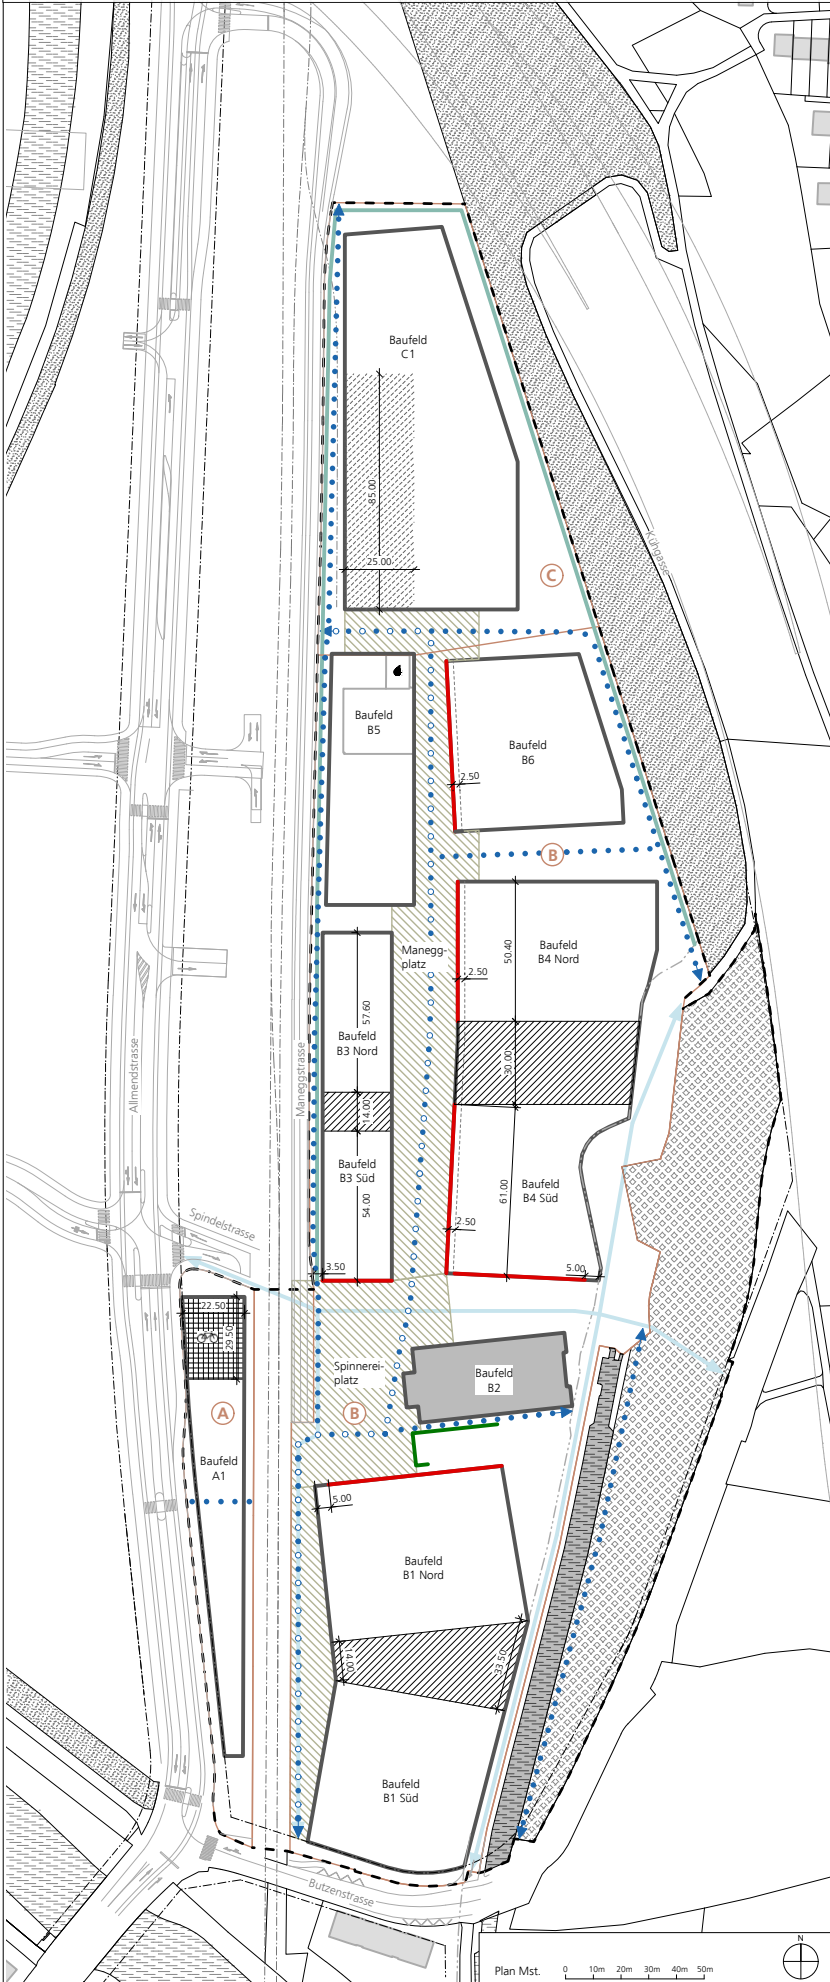 Baufeld
C1
85.00
25.00
Kühgasse
C
Baufeld
B5
Baufeld
B6
2.50
B
Manegg-
platz
50.40
Baufeld
B4 Nord
2.50
57.60
Baufeld
B3 Nord
30.00
14.00
Allmendstrasse
Maneggstrasse
Baufeld
B3 Süd
54.00
61.00
Baufeld
B4 Süd
Spindelstrasse
2.50
3.50
5.00
22.50
29.50
Spinnerei-
platz
Baufeld
B2
A
B
Baufeld
A1
5.00
Baufeld
B1 Nord
14.00
33.50
Baufeld
B1 Süd
Butzenstrasse
N
Plan Mst.
0 10m 20m 30m 40m 50m